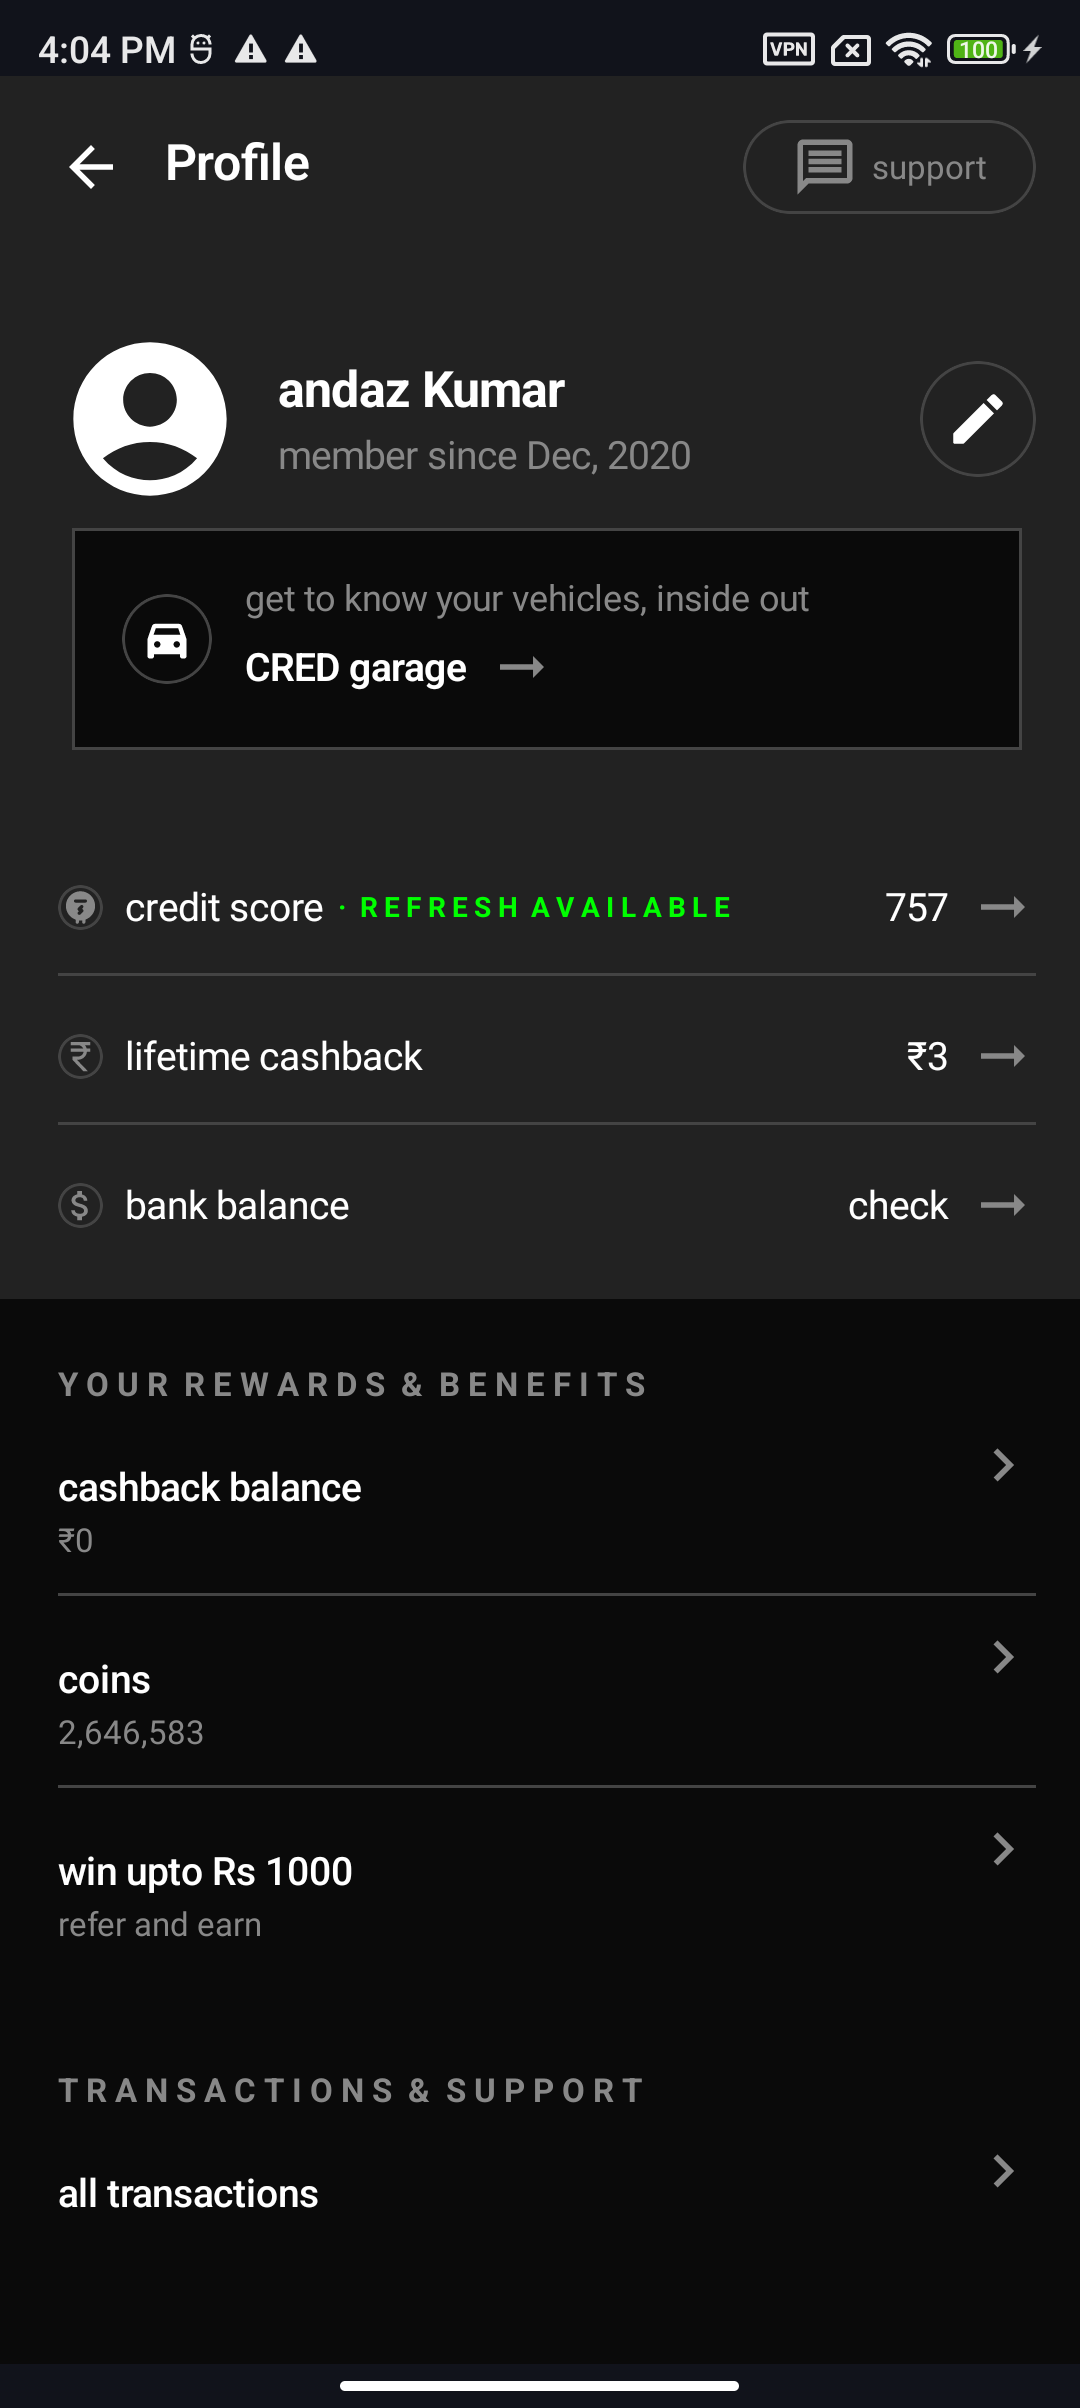 4:04 PM
VPN
100
Profile
support
andaz Kumar
member since Dec, 2020
get to know your vehicles, inside out
CRED garage
credit score · REFRESH AVAILABLE
757
lifetime cashback
₹3
bank balance
check
YOUR REWARDS & BENEFITS
cashback balance
₹0
coins
2,646,583
win upto Rs 1000
refer and earn
TRANSACTIONS & SUPPORT
all transactions